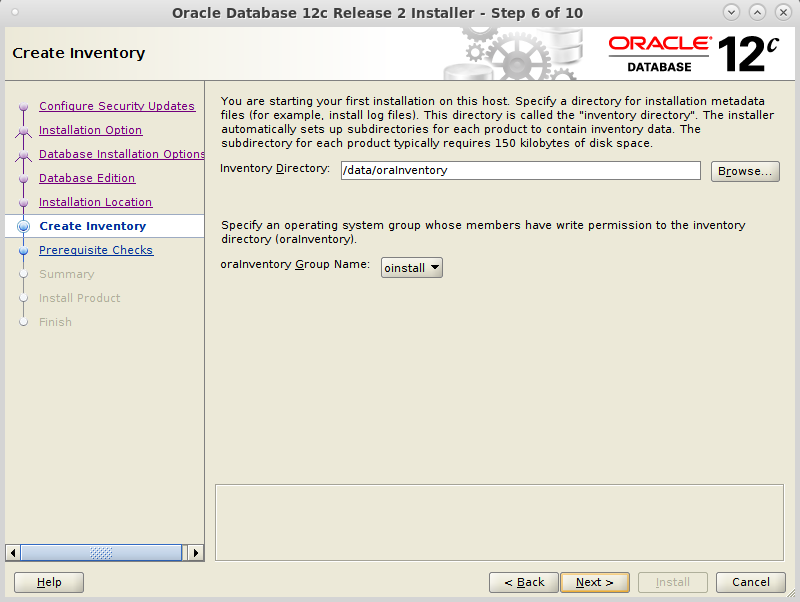 Oracle Database 12c Release 2 Installer - Step 6 of 10
Create Inventory
ORACLE®
DATABASE
12c
Configure Security Updates
Installation Option
Database Installation Options
Database Edition
Installation Location
Create Inventory
Prerequisite Checks
Summary
Install Product
Finish
You are starting your first installation on this host. Specify a directory for installation metadata
files (for example, install log files). This directory is called the "inventory directory". The installer
automatically sets up subdirectories for each product to contain inventory data. The
subdirectory for each product typically requires 150 kilobytes of disk space.
Inventory Directory: /data/oraInventory Browse...
Specify an operating system group whose members have write permission to the inventory
directory (oraInventory).
oraInventory Group Name: oinstall
Help < Back Next > Install Cancel